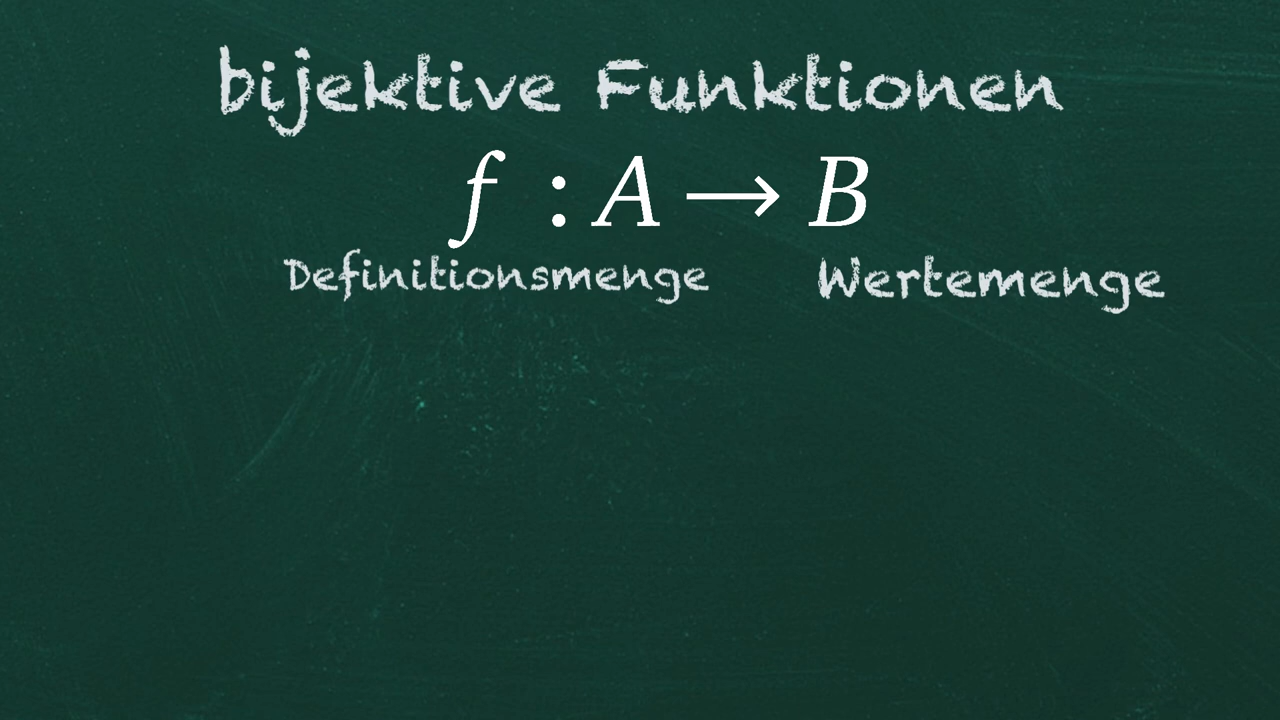 bijektive Funktionen
f : A → B
Definitionsmenge Wertemenge